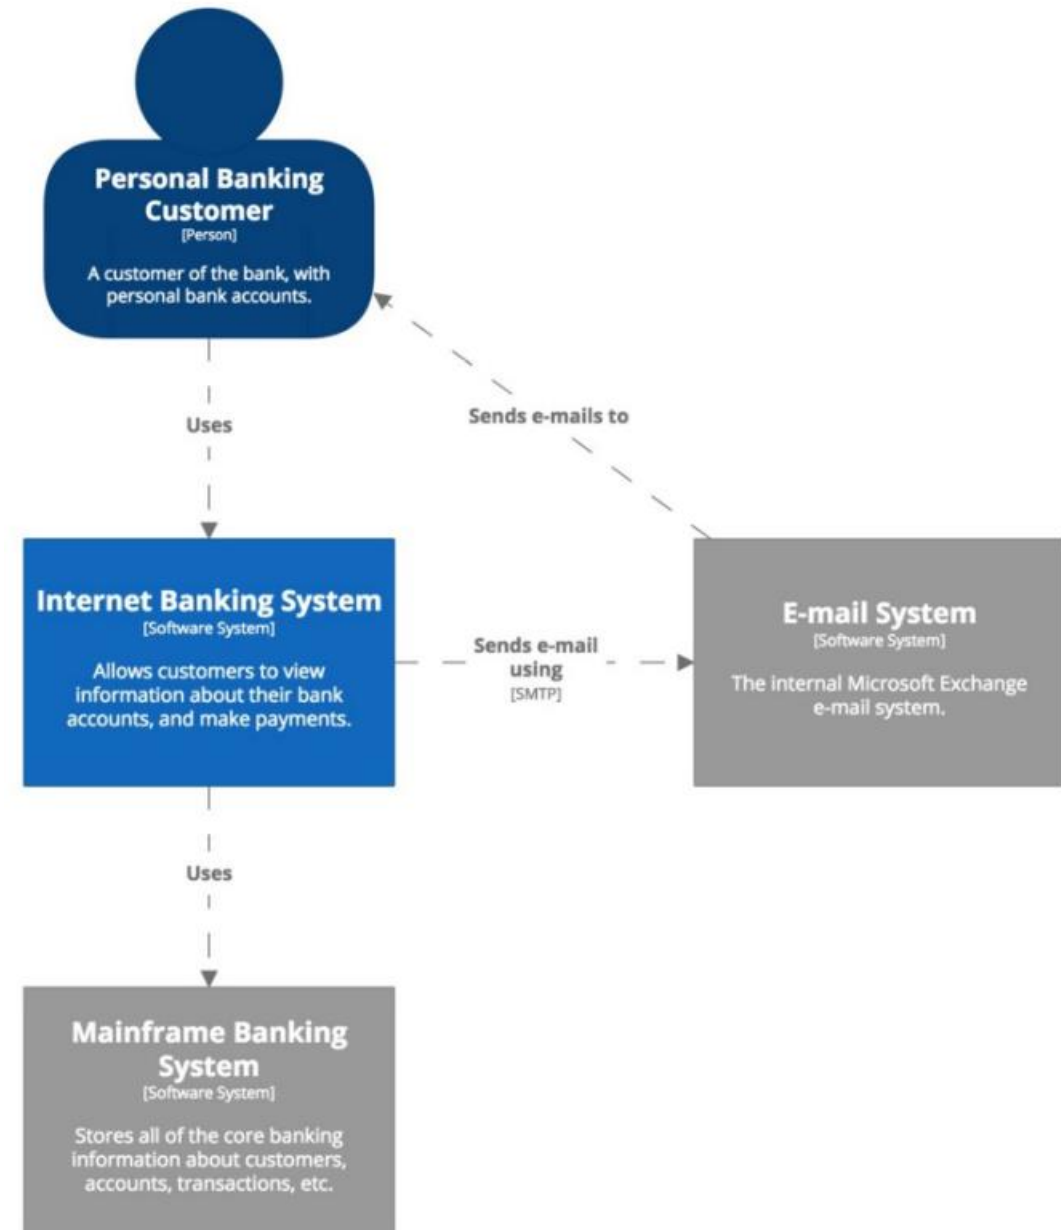 Personal Banking
Customer
[Person]
A customer of the bank, with
personal bank accounts.
Uses
Sends e-mails to
Internet Banking System
[Software System]
Allows customers to view
information about their bank
accounts, and make payments.
Sends e-mail
using
[SMTP]
E-mail System
[Software System]
The internal Microsoft Exchange
e-mail system.
Uses
Mainframe Banking
System
[Software System]
Stores all of the core banking
information about customers,
accounts, transactions, etc.